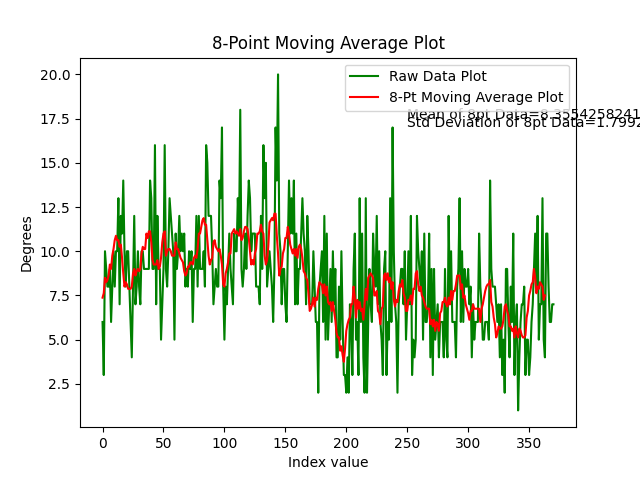 8-Point Moving Average Plot
Raw Data Plot
8-Pt Moving Average Plot
Mean of 8pt Data=8.3554258241
Std Deviation of 8pt Data=1.7992
Degrees
20.0
17.5
15.0
12.5
10.0
7.5
5.0
2.5
0 50 100 150 200 250 300 350
Index value